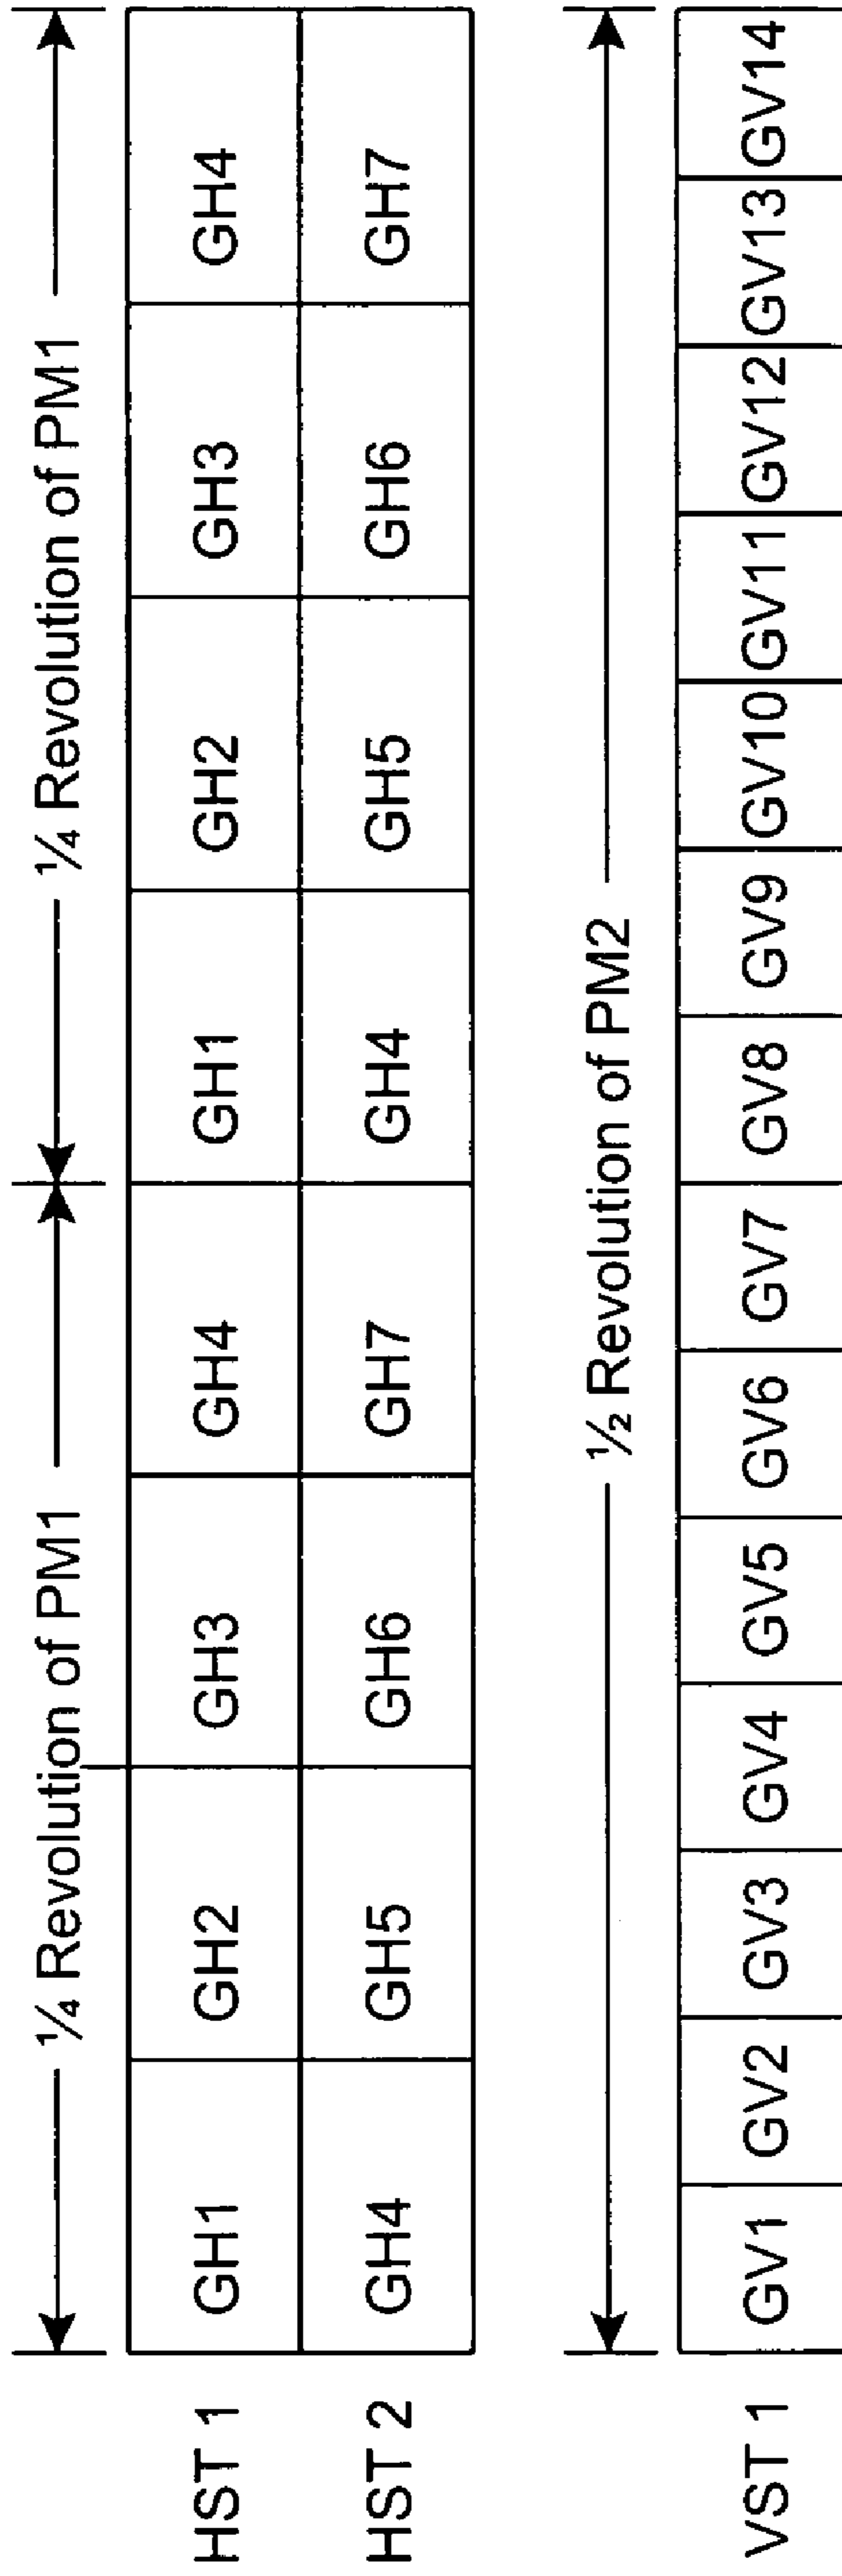 ¼ Revolution of PM1 ¼ Revolution of PM1
HST 1 GH1 GH2 GH3 GH4 GH1 GH2 GH3 GH4
HST 2 GH4 GH5 GH6 GH7 GH4 GH5 GH6 GH7
½ Revolution of PM2
VST 1 GV1 GV2 GV3 GV4 GV5 GV6 GV7 GV8 GV9 GV10 GV11 GV12 GV13 GV14